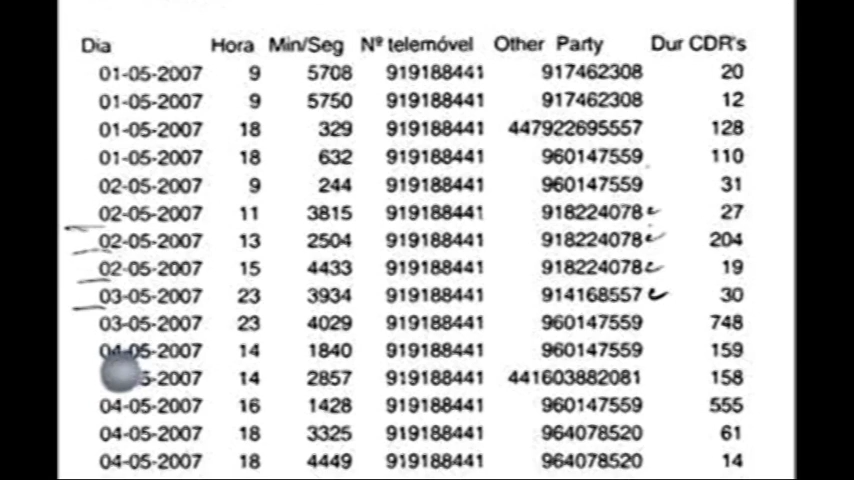 Dia Hora Min/Seg Nº telemóvel Other Party Dur CDR's
01-05-2007 9 5708 919188441 917462308 20
01-05-2007 9 5750 919188441 917462308 12
01-05-2007 18 329 919188441 447922695557 128
01-05-2007 18 632 919188441 960147559 110
02-05-2007 9 244 919188441 960147559 31
02-05-2007 11 3815 919188441 918224078 27
02-05-2007 13 2504 919188441 918224078 204
02-05-2007 15 4433 919188441 918224078 19
03-05-2007 23 3934 919188441 914168557 30
03-05-2007 23 4029 919188441 960147559 748
04-05-2007 14 1840 919188441 960147559 159
5-2007 14 2857 919188441 441603882081 158
04-05-2007 16 1428 919188441 960147559 555
04-05-2007 18 3325 919188441 964078520 61
04-05-2007 18 4449 919188441 964078520 14